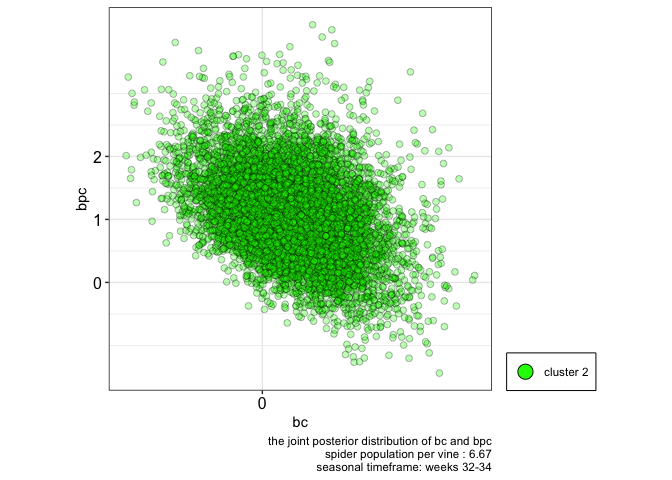 2
bpc
1
0
cluster 2
0
bc
the joint posterior distribution of bc and bpc
spider population per vine : 6.67
seasonal timeframe: weeks 32-34